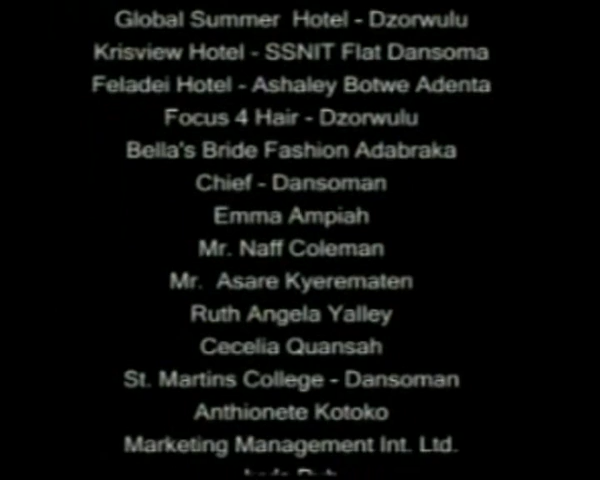 Global Summer  Hotel - Dzorwulu
Krisview Hotel - SSNIT Flat Dansoma
Feladei Hotel - Ashaley Botwe Adenta
Focus 4 Hair - Dzorwulu
Bella's Bride Fashion Adabraka
Chief - Dansoman
Emma Ampiah
Mr. Naff Coleman
Mr.  Asare Kyerematen
Ruth Angela Yalley
Cecelia Quansah
St. Martins College - Dansoman
Anthionete Kotoko
Marketing Management Int. Ltd.